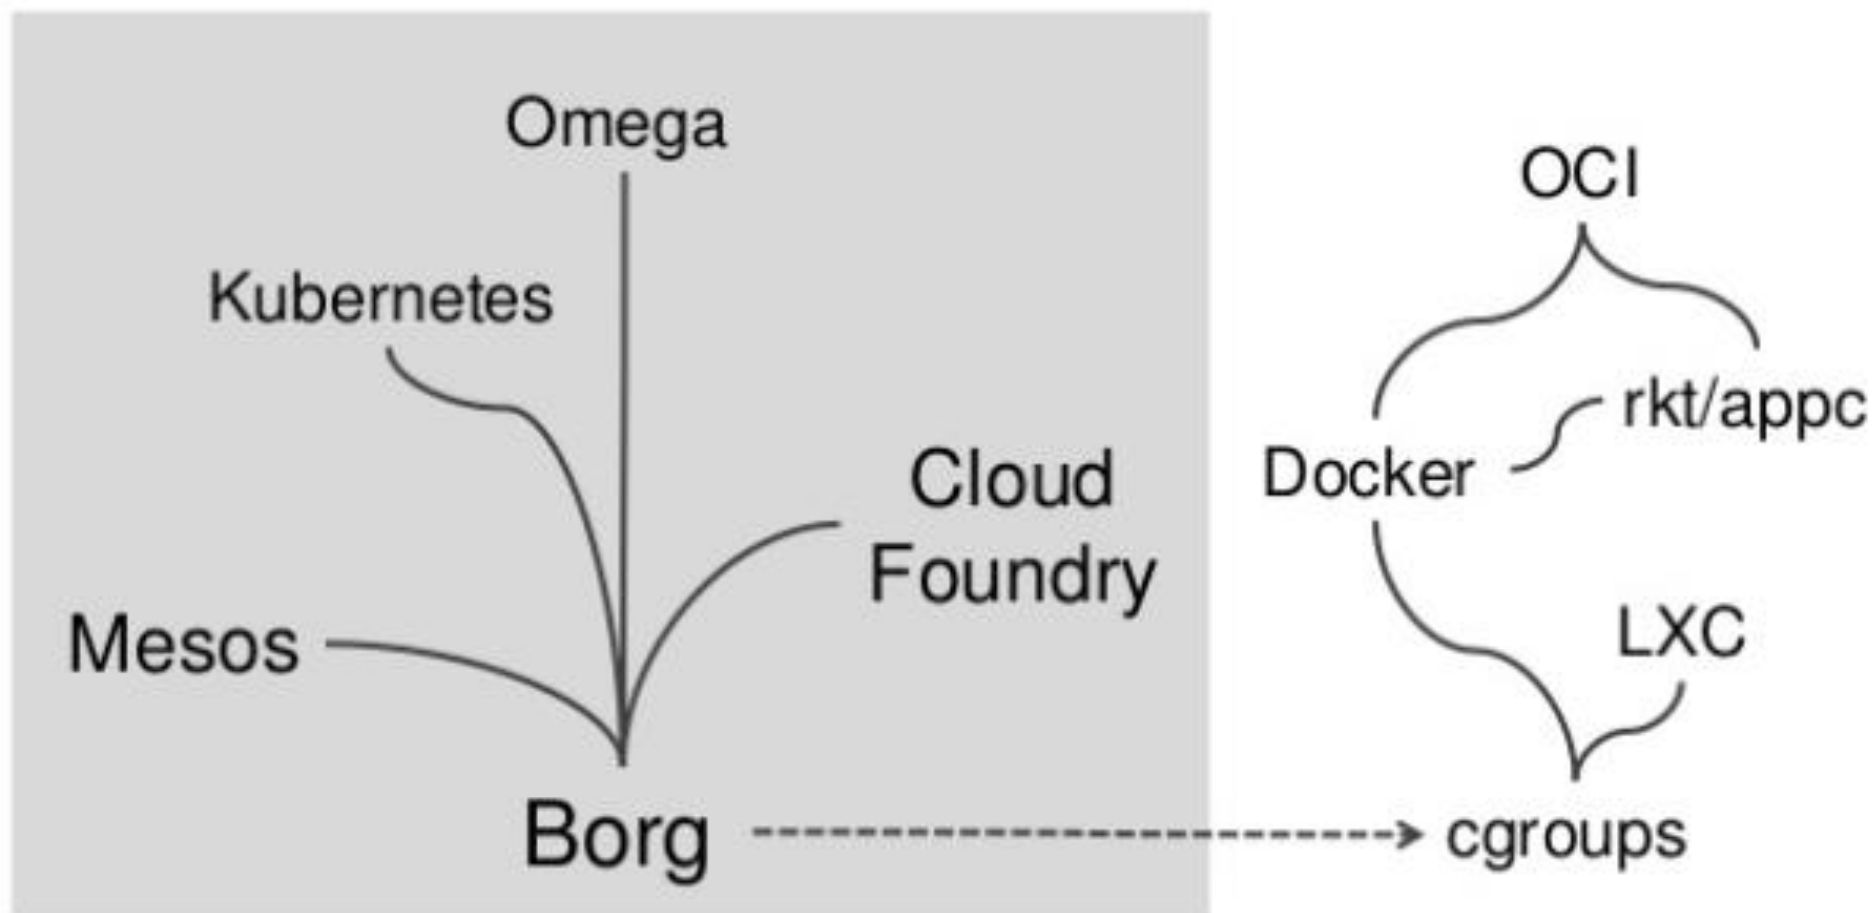 Omega
OCI
Kubernetes
rkt/appc
Docker
Cloud
Foundry
Mesos
LXC
Borg
cgroups